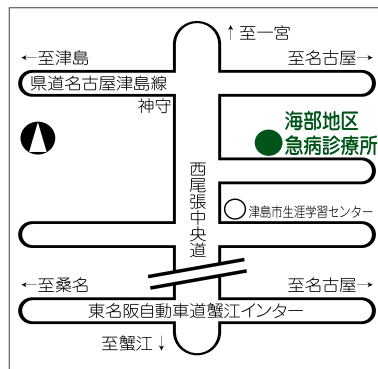 ↑至一宮
←至津島
至名古屋→
県道名古屋津島線
神守
海部地区
急病診療所
西尾張中央道
津島市生涯学習センター
←至桑名
至名古屋→
東名阪自動車道蟹江インター
至蟹江↓